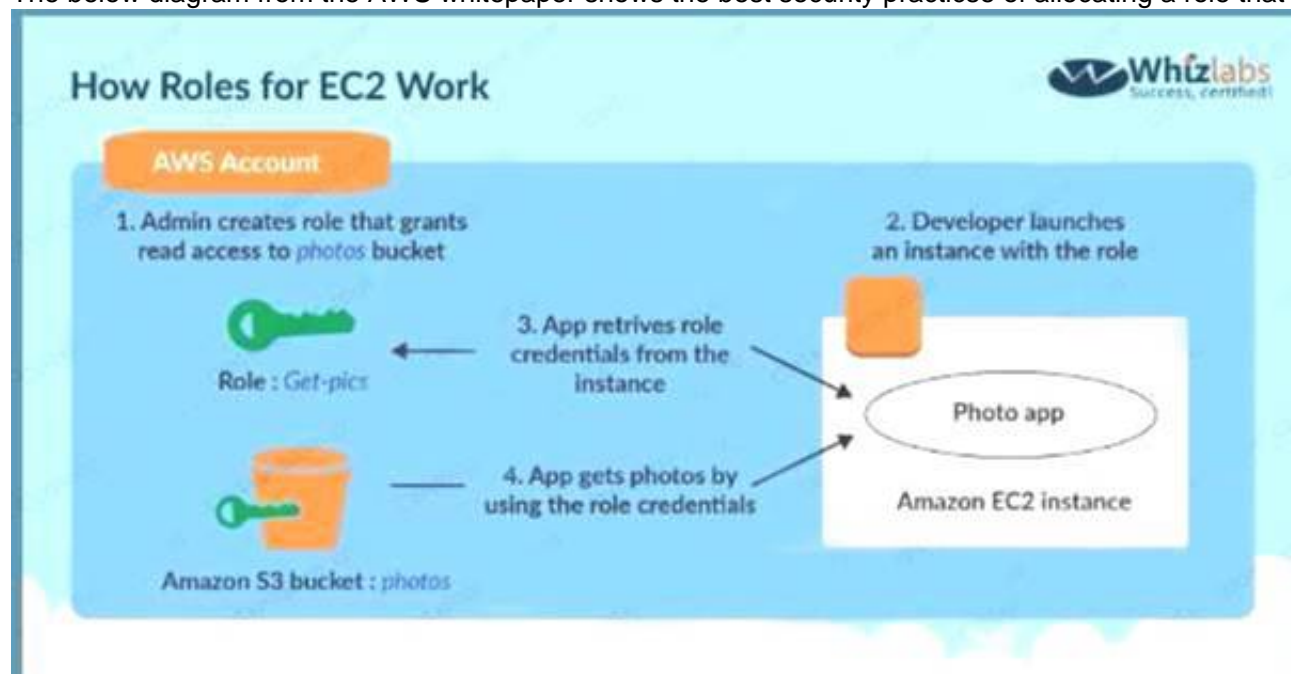 The below diagram from the AWS whitepaper shows the best security practices of allocating a role that
How Roles for EC2 Work
Whizlabs
Success, certified!
AWS Account
1. Admin creates role that grants
read access to photos bucket
2. Developer launches
an instance with the role
3. App retrives role
credentials from the
instance
Role : Get-pics
Photo app
4. App gets photos by
using the role credentials
Amazon EC2 instance
Amazon S3 bucket : photos